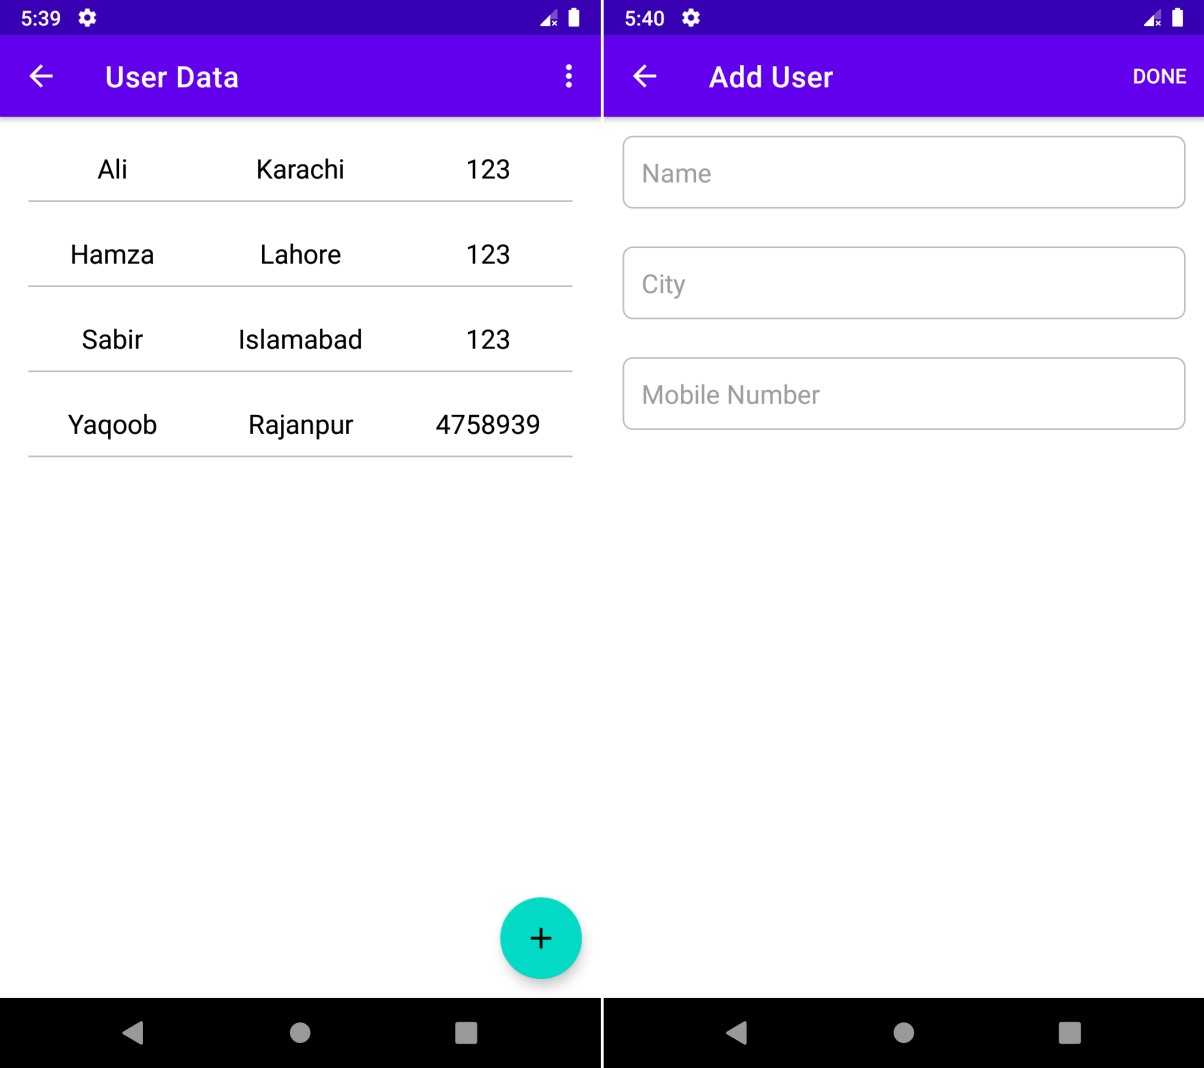 5:39
User Data
Ali Karachi 123
Hamza Lahore 123
Sabir Islamabad 123
Yaqoob Rajanpur 4758939
+
5:40
Add User DONE
Name
City
Mobile Number